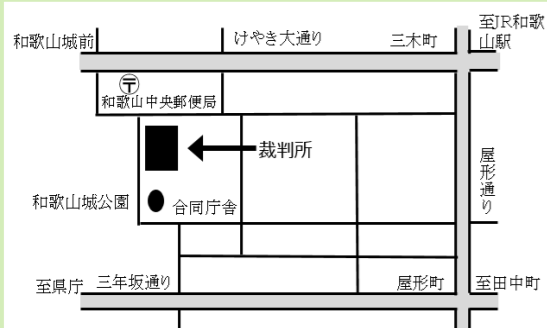 至JR和歌
山駅
和歌山城前
けやき大通り
三木町
〒
和歌山中央郵便局
裁判所
屋形通り
和歌山城公園
合同庁舎
至県庁
三年坂通り
屋形町
至田中町